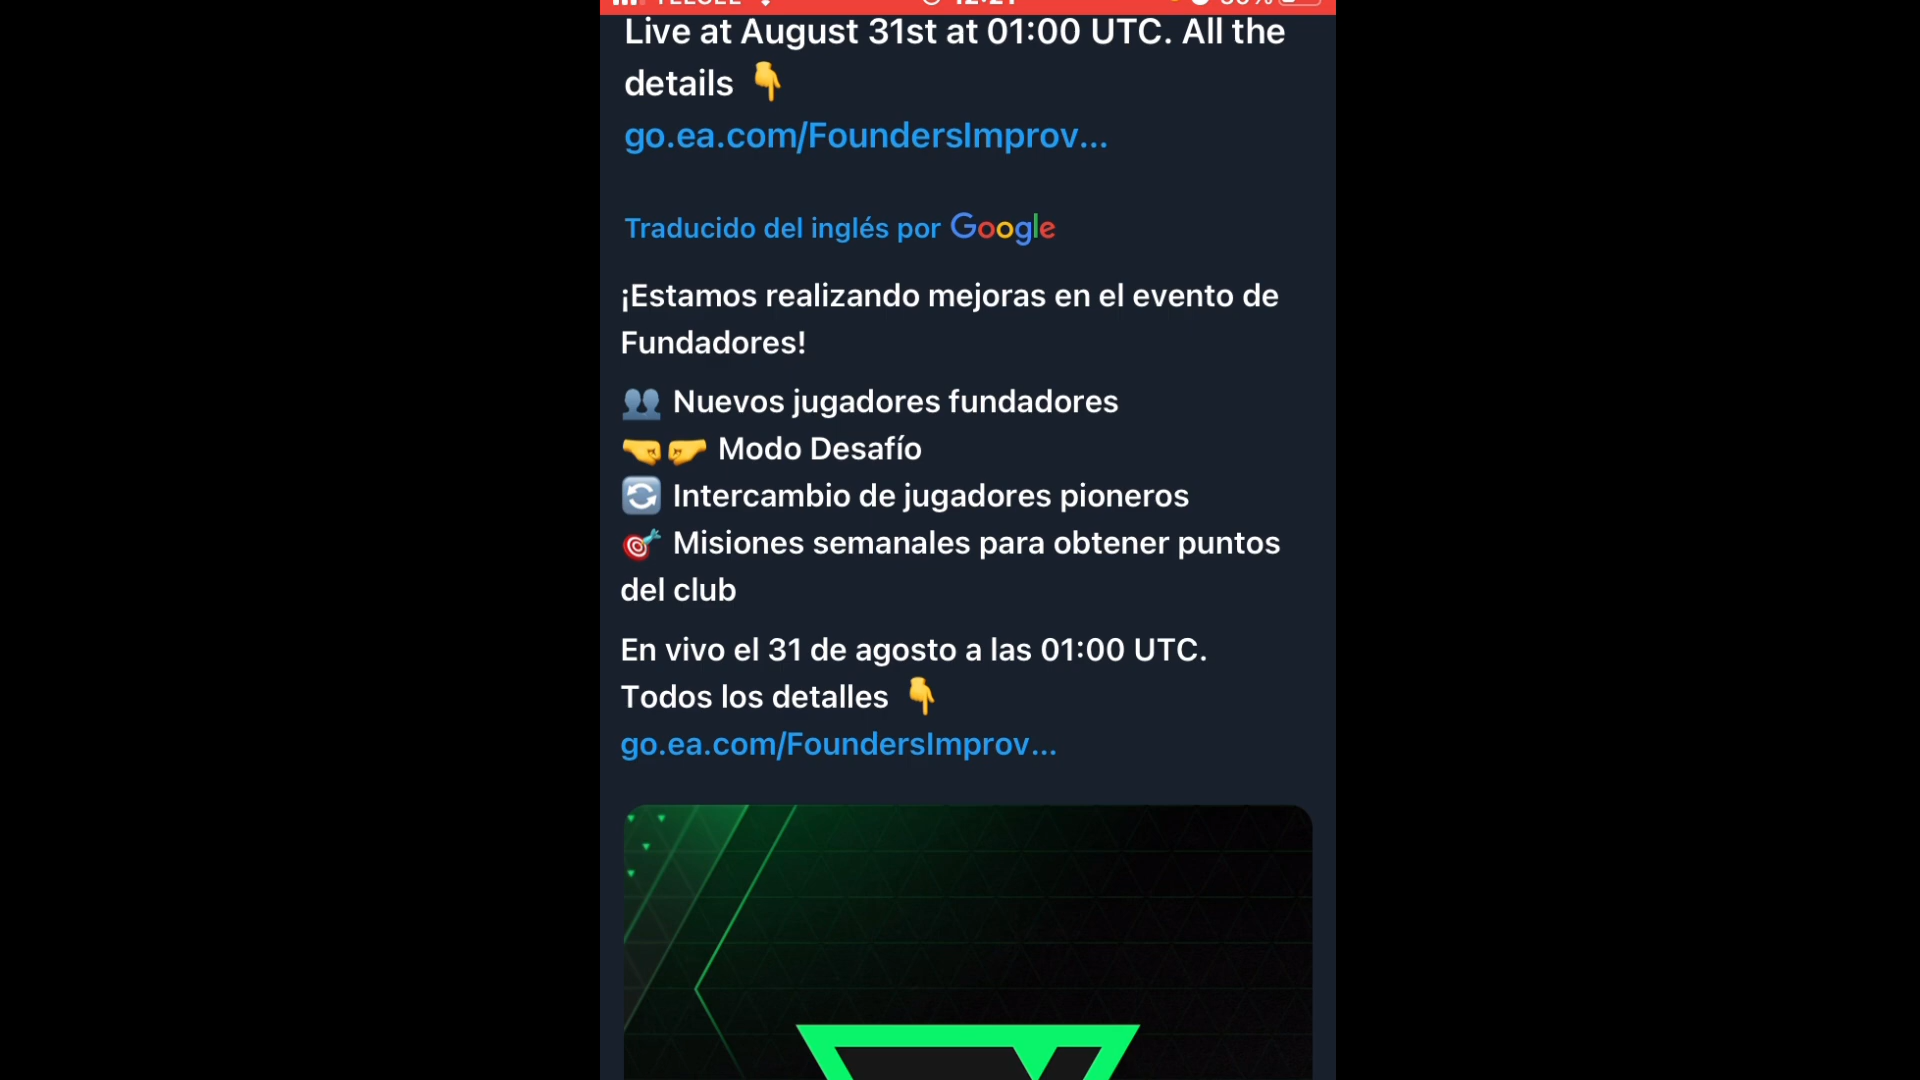 Live at August 31st at 01:00 UTC. All the
details 👇
go.ea.com/FoundersImprov...
Traducido del inglés por Google
¡Estamos realizando mejoras en el evento de
Fundadores!
👥 Nuevos jugadores fundadores
🤜🤛 Modo Desafío
🔄 Intercambio de jugadores pioneros
🎯 Misiones semanales para obtener puntos
del club
En vivo el 31 de agosto a las 01:00 UTC.
Todos los detalles 👇
go.ea.com/FoundersImprov...